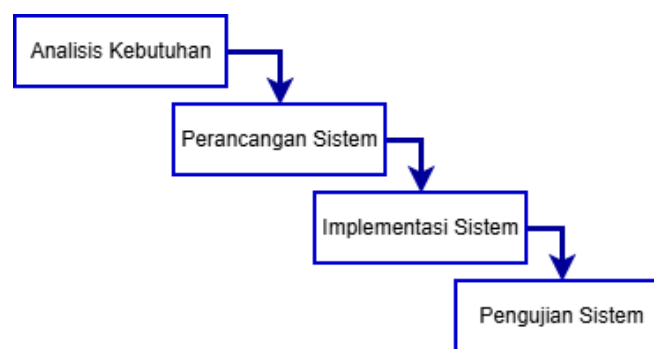 Analisis Kebutuhan
Perancangan Sistem
Implementasi Sistem
Pengujian Sistem